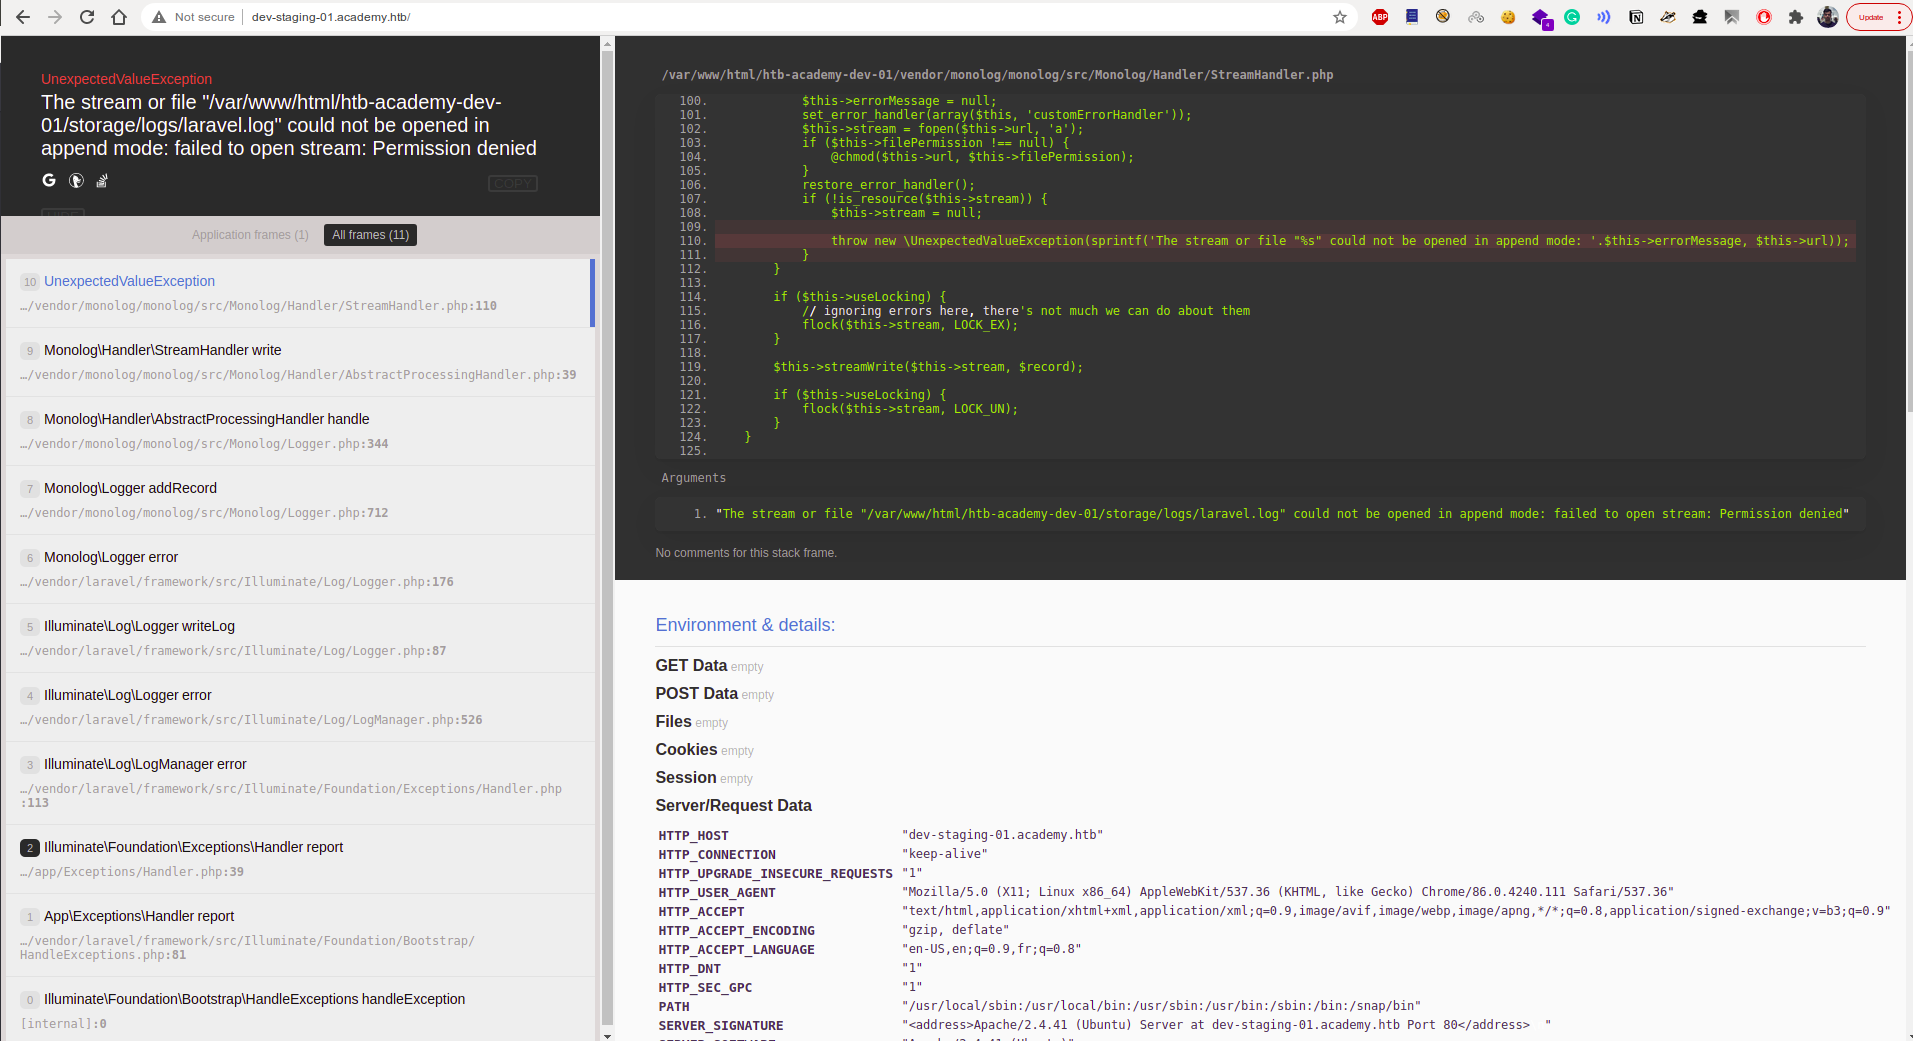 Not secure
dev-staging-01.academy.htb/
ABP
4
Update
UnexpectedValueException
The stream or file "/var/www/html/htb-academy-dev-
01/storage/logs/laravel.log" could not be opened in
append mode: failed to open stream: Permission denied
COPY
Application frames (1)
All frames (11)
10 UnexpectedValueException
…/vendor/monolog/monolog/src/Monolog/Handler/StreamHandler.php:110
9 Monolog\Handler\StreamHandler write
…/vendor/monolog/monolog/src/Monolog/Handler/AbstractProcessingHandler.php:39
8 Monolog\Handler\AbstractProcessingHandler handle
…/vendor/monolog/monolog/src/Monolog/Logger.php:344
7 Monolog\Logger addRecord
…/vendor/monolog/monolog/src/Monolog/Logger.php:712
6 Monolog\Logger error
…/vendor/laravel/framework/src/Illuminate/Log/Logger.php:176
5 Illuminate\Log\Logger writeLog
…/vendor/laravel/framework/src/Illuminate/Log/Logger.php:87
4 Illuminate\Log\Logger error
…/vendor/laravel/framework/src/Illuminate/Log/LogManager.php:526
3 Illuminate\Log\LogManager error
…/vendor/laravel/framework/src/Illuminate/Foundation/Exceptions/Handler.php
:113
2 Illuminate\Foundation\Exceptions\Handler report
…/app/Exceptions/Handler.php:39
1 App\Exceptions\Handler report
…/vendor/laravel/framework/src/Illuminate/Foundation/Bootstrap/
HandleExceptions.php:81
0 Illuminate\Foundation\Bootstrap\HandleExceptions handleException
[internal]:0
/var/www/html/htb-academy-dev-01/vendor/monolog/monolog/src/Monolog/Handler/StreamHandler.php
100. $this->errorMessage = null;
101. set_error_handler(array($this, 'customErrorHandler'));
102. $this->stream = fopen($this->url, 'a');
103. if ($this->filePermission !== null) {
104. @chmod($this->url, $this->filePermission);
105. }
106. restore_error_handler();
107. if (!is_resource($this->stream)) {
108. $this->stream = null;
109.
110. throw new \UnexpectedValueException(sprintf('The stream or file "%s" could not be opened in append mode: '.$this->errorMessage, $this->url));
111. }
112. }
113.
114. if ($this->useLocking) {
115. // ignoring errors here, there's not much we can do about them
116. flock($this->stream, LOCK_EX);
117. }
118.
119. $this->streamWrite($this->stream, $record);
120.
121. if ($this->useLocking) {
122. flock($this->stream, LOCK_UN);
123. }
124. }
125.
Arguments
1. "The stream or file "/var/www/html/htb-academy-dev-01/storage/logs/laravel.log" could not be opened in append mode: failed to open stream: Permission denied"
No comments for this stack frame.
Environment & details:
GET Data empty
POST Data empty
Files empty
Cookies empty
Session empty
Server/Request Data
HTTP_HOST "dev-staging-01.academy.htb"
HTTP_CONNECTION "keep-alive"
HTTP_UPGRADE_INSECURE_REQUESTS "1"
HTTP_USER_AGENT "Mozilla/5.0 (X11; Linux x86_64) AppleWebKit/537.36 (KHTML, like Gecko) Chrome/86.0.4240.111 Safari/537.36"
HTTP_ACCEPT "text/html,application/xhtml+xml,application/xml;q=0.9,image/avif,image/webp,image/apng,*/*;q=0.8,application/signed-exchange;v=b3;q=0.9"
HTTP_ACCEPT_ENCODING "gzip, deflate"
HTTP_ACCEPT_LANGUAGE "en-US,en;q=0.9,fr;q=0.8"
HTTP_DNT "1"
HTTP_SEC_GPC "1"
PATH "/usr/local/sbin:/usr/local/bin:/usr/sbin:/usr/bin:/sbin:/bin:/snap/bin"
SERVER_SIGNATURE "<address>Apache/2.4.41 (Ubuntu) Server at dev-staging-01.academy.htb Port 80</address> "